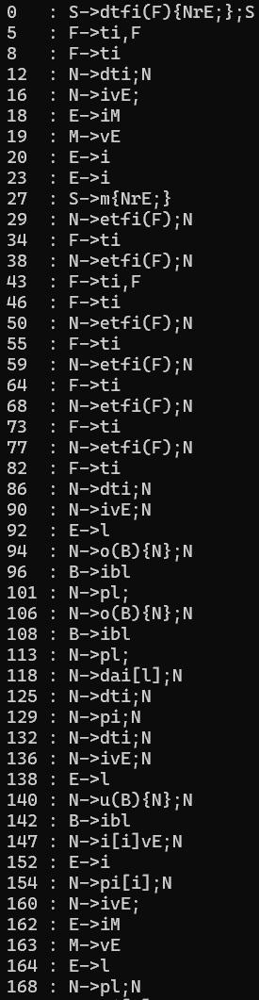 0   : S->dtfi(F){NrE;};S
5   : F->ti,F
8   : F->ti
12  : N->dti;N
16  : N->ivE;
18  : E->iM
19  : M->vE
20  : E->i
23  : E->i
27  : S->m{NrE;}
29  : N->etfi(F);N
34  : F->ti
38  : N->etfi(F);N
43  : F->ti,F
46  : F->ti
50  : N->etfi(F);N
55  : F->ti
59  : N->etfi(F);N
64  : F->ti
68  : N->etfi(F);N
73  : F->ti
77  : N->etfi(F);N
82  : F->ti
86  : N->dti;N
90  : N->ivE;N
92  : E->l
94  : N->o(B){N};N
96  : B->ibl
101 : N->pl;
106 : N->o(B){N};N
108 : B->ibl
113 : N->pl;
118 : N->dai[l];N
125 : N->dti;N
129 : N->pi;N
132 : N->dti;N
136 : N->ivE;N
138 : E->l
140 : N->u(B){N};N
142 : B->ibl
147 : N->i[i]vE;N
152 : E->i
154 : N->pi[i];N
160 : N->ivE;
162 : E->iM
163 : M->vE
164 : E->l
168 : N->pl;N